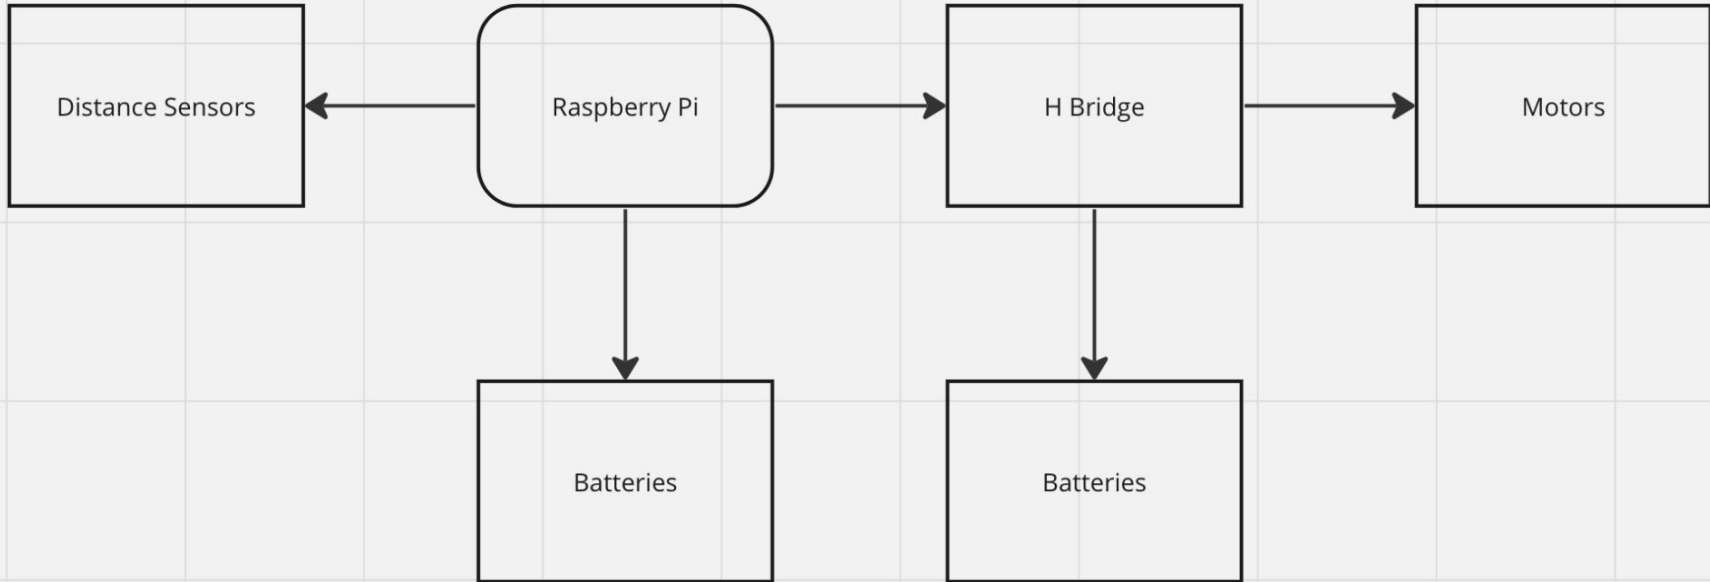 Distance Sensors
Raspberry Pi
H Bridge
Motors
Batteries
Batteries